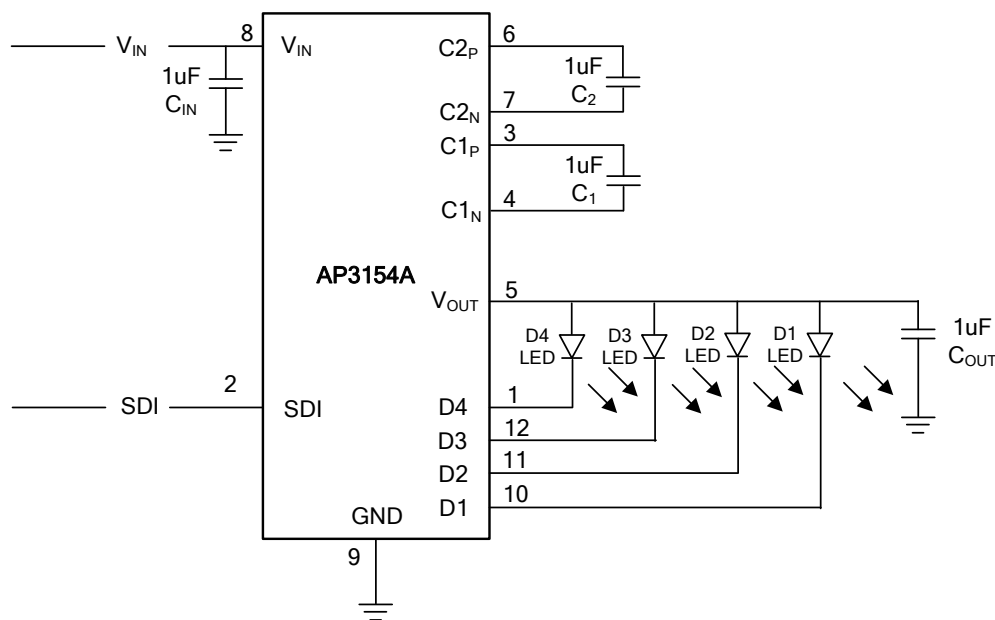 V_IN 8 V_IN
1uF
C_IN
C2_P 6
1uF
C_2
C2_N 7
C1_P 3
1uF
C_1
C1_N 4
AP3154A
V_OUT 5
D4
LED
D3
LED
D2
LED
D1
LED
1uF
C_OUT
SDI 2 SDI
D4 1
D3 12
D2 11
D1 10
GND
9